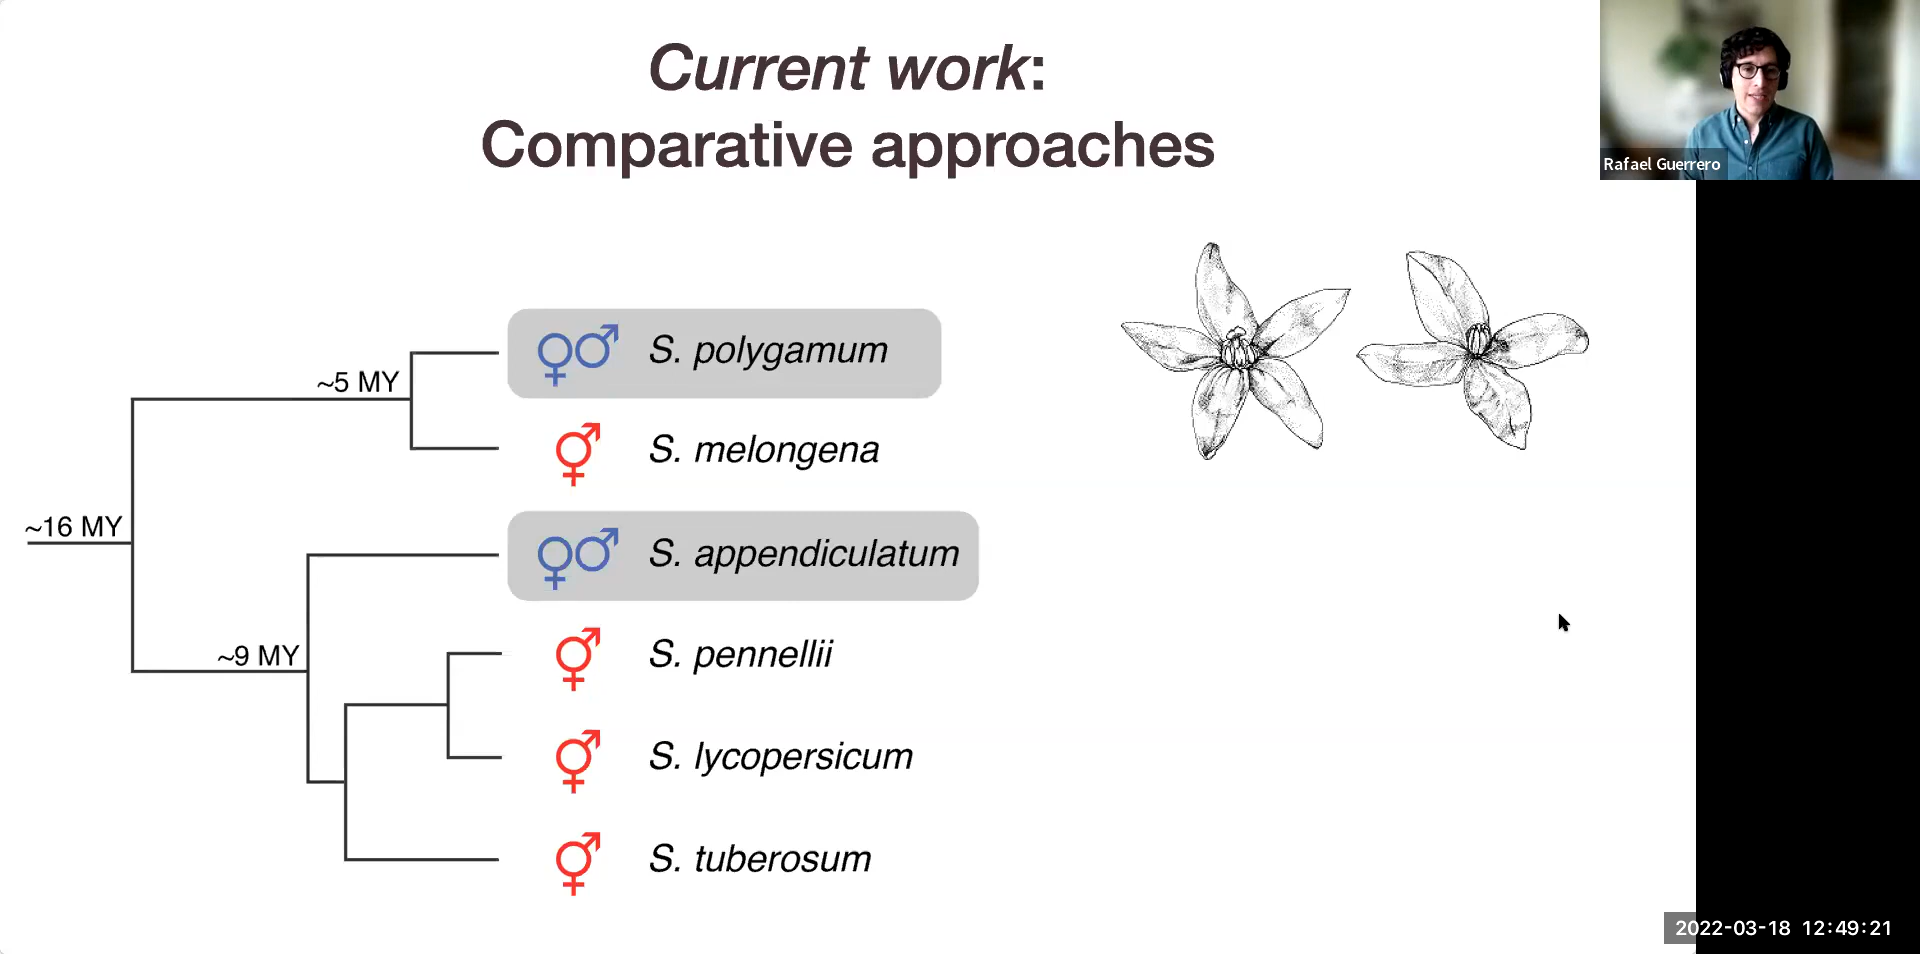 Current work:
Comparative approaches
Rafael Guerrero
~5 MY
S. polygamum
S. melongena
~16 MY
S. appendiculatum
~9 MY
S. pennellii
S. lycopersicum
S. tuberosum
2022-03-18 12:49:21